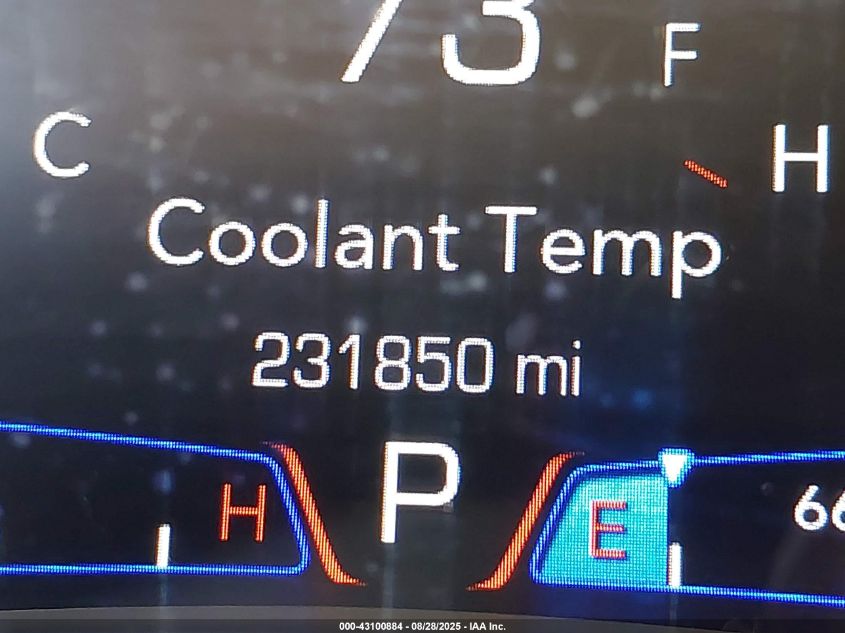 73 F
C H
Coolant Temp
231850 mi
P
H E 66
000-43100884 - 08/28/2025 - IAA Inc.